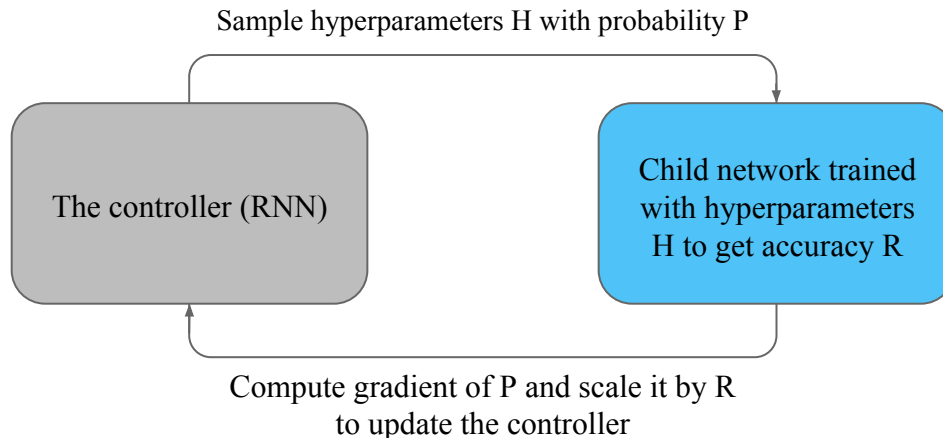 Sample hyperparameters H with probability P
The controller (RNN)
Child network trained
with hyperparameters
H to get accuracy R
Compute gradient of P and scale it by R
to update the controller